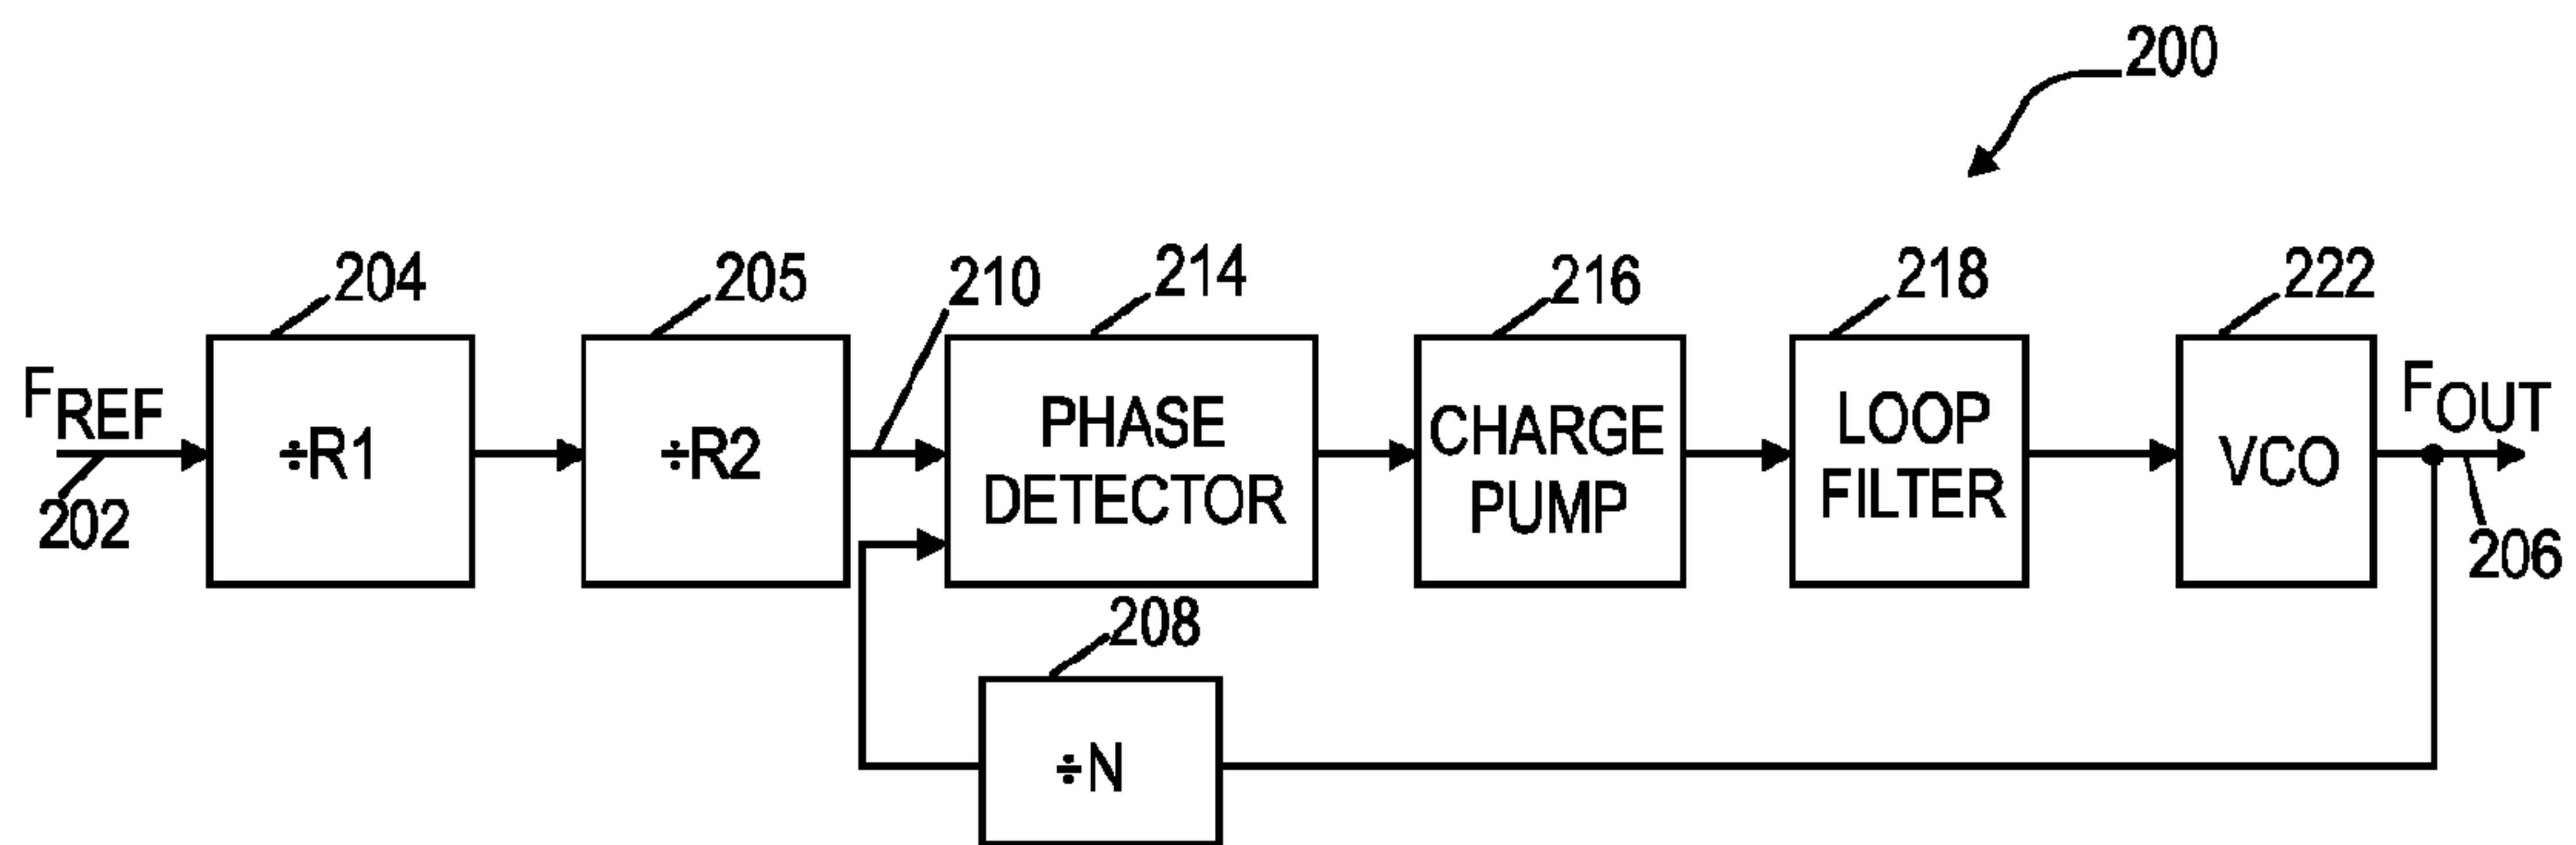 200
204
205
210
214
216
218
222
FREF
÷R1
÷R2
PHASE
DETECTOR
CHARGE
PUMP
LOOP
FILTER
VCO
FOUT
202
206
208
÷N